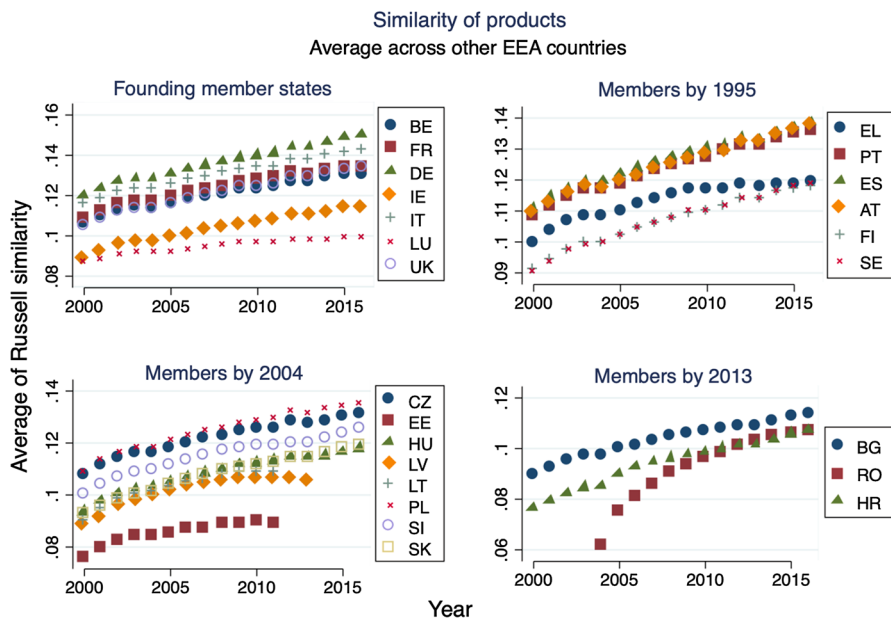 Similarity of products
Average across other EEA countries
Average of Russell similarity
Founding member states
.16
.14
.12
.1
.08
2000
2005
2010
2015
BE
FR
DE
IE
IT
LU
UK
Members by 1995
.14
.13
.12
.11
.1
.09
2000
2005
2010
2015
EL
PT
ES
AT
FI
SE
Members by 2004
.14
.12
.1
.08
2000
2005
2010
2015
CZ
EE
HU
LV
LT
PL
SI
SK
Members by 2013
.12
.1
.08
.06
2000
2005
2010
2015
BG
RO
HR
Year